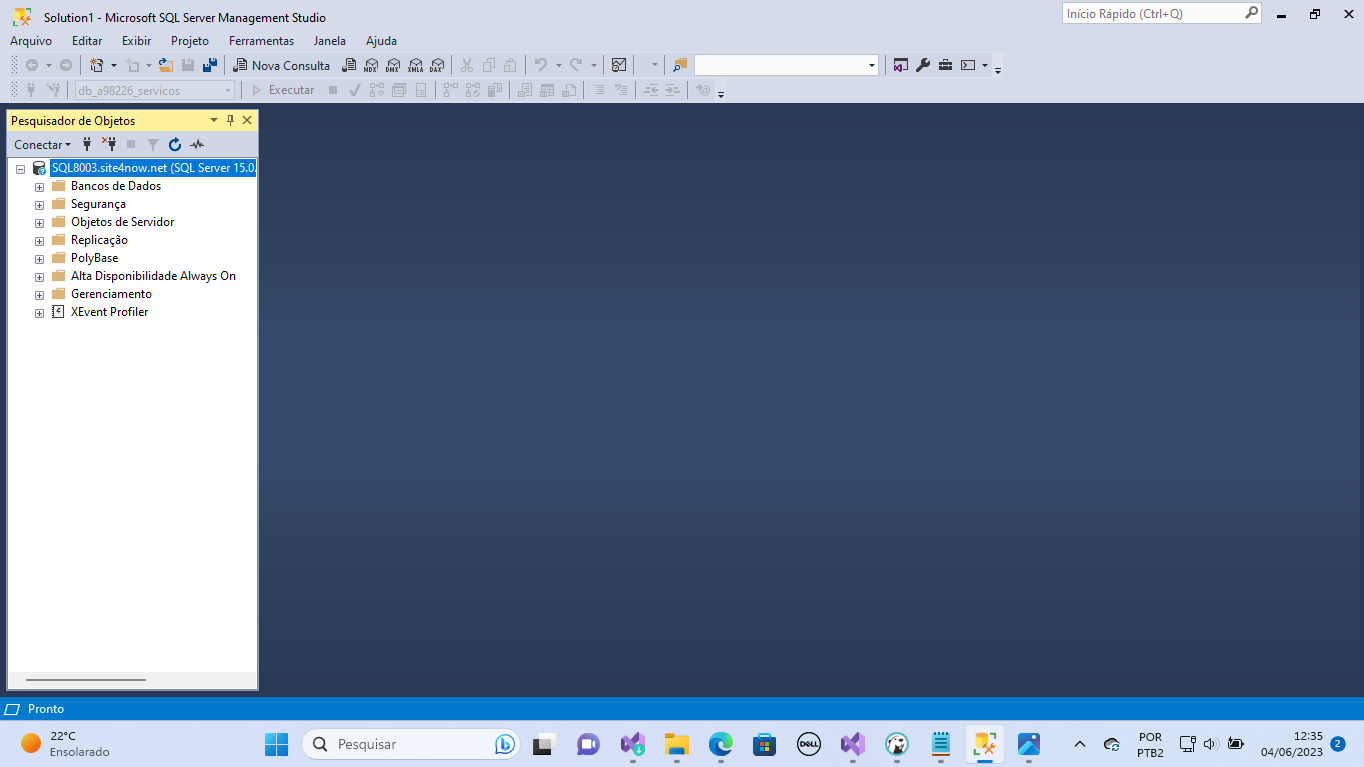 Solution1 - Microsoft SQL Server Management Studio
Início Rápido (Ctrl+Q)
Arquivo Editar Exibir Projeto Ferramentas Janela Ajuda
Nova Consulta MDX DMX XMLA DAX
db_a98226_servicos Executar
Pesquisador de Objetos
Conectar
SQL8003.site4now.net (SQL Server 15.0.
Bancos de Dados
Segurança
Objetos de Servidor
Replicação
PolyBase
Alta Disponibilidade Always On
Gerenciamento
XEvent Profiler
Pronto
22°C
Ensolarado
Pesquisar
DELL
POR
PTB2
12:35
04/06/2023
2